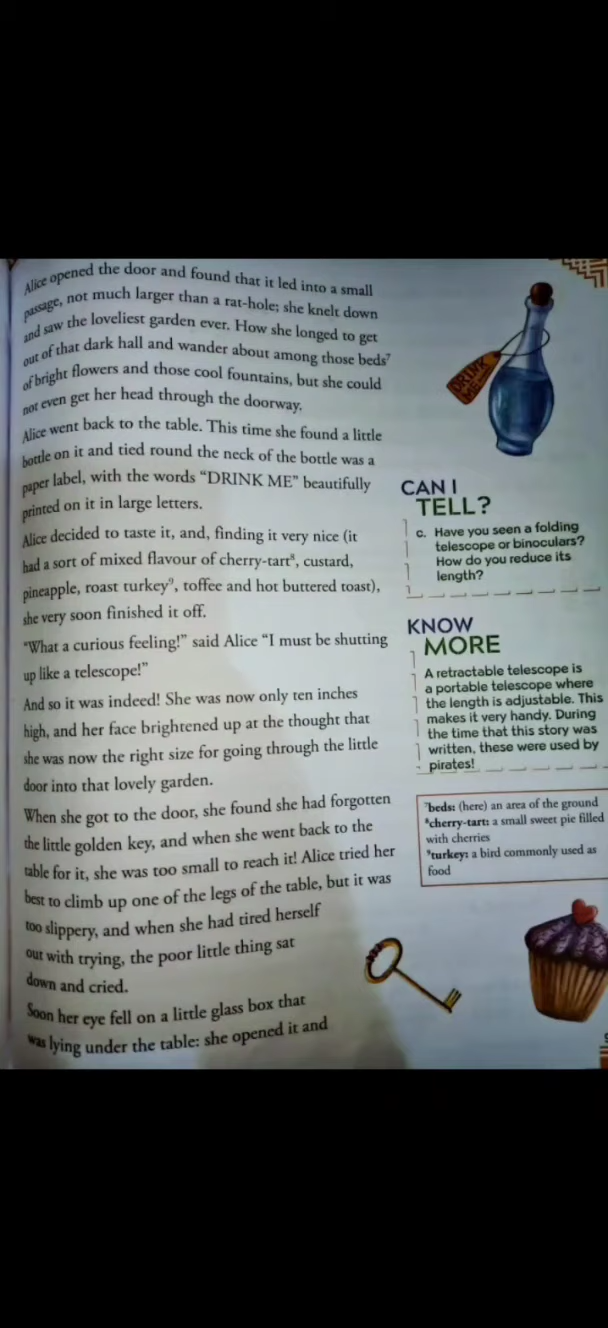 Alice opened the door and found that it led into a small
passage, not much larger than a rat-hole; she knelt down
and saw the loveliest garden ever. How she longed to get
out of that dark hall and wander about among those beds⁷
of bright flowers and those cool fountains, but she could
not even get her head through the doorway.
Alice went back to the table. This time she found a little
bottle on it and tied round the neck of the bottle was a
paper label, with the words “DRINK ME” beautifully
printed on it in large letters.
Alice decided to taste it, and, finding it very nice (it
had a sort of mixed flavour of cherry-tart⁸, custard,
pineapple, roast turkey⁹, toffee and hot buttered toast),
she very soon finished it off.
“What a curious feeling!” said Alice “I must be shutting
up like a telescope!”
And so it was indeed! She was now only ten inches
high, and her face brightened up at the thought that
she was now the right size for going through the little
door into that lovely garden.
When she got to the door, she found she had forgotten
the little golden key, and when she went back to the
table for it, she was too small to reach it! Alice tried her
best to climb up one of the legs of the table, but it was
too slippery, and when she had tired herself
out with trying, the poor little thing sat
down and cried.
Soon her eye fell on a little glass box that
was lying under the table: she opened it and
DRINK
ME
CAN I
TELL?
c. Have you seen a folding
telescope or binoculars?
How do you reduce its
length?
KNOW
MORE
A retractable telescope is
a portable telescope where
the length is adjustable. This
makes it very handy. During
the time that this story was
written, these were used by
pirates!
⁷beds: (here) an area of the ground
⁸cherry-tart: a small sweet pie filled
with cherries
⁹turkey: a bird commonly used as
food